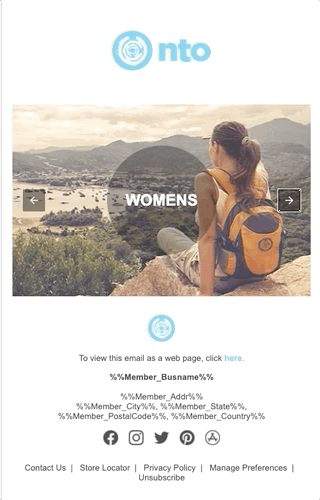 nto
WOMENS
To view this email as a web page, click here.
%%Member_Busname%%
%%Member_Addr%%
%%Member_City%%, %%Member_State%%,
%%Member_PostalCode%%, %%Member_Country%%
Contact Us | Store Locator | Privacy Policy | Manage Preferences |
Unsubscribe